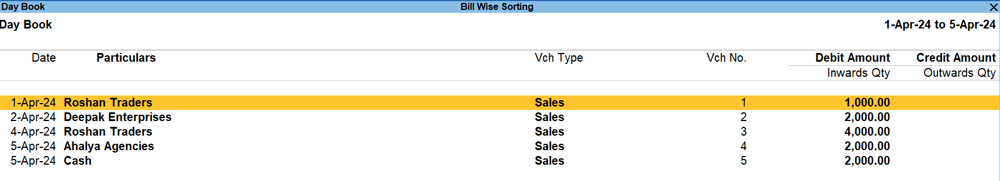 Day Book Bill Wise Sorting
Day Book 1-Apr-24 to 5-Apr-24
Date Particulars Vch Type Vch No. Debit Amount Credit Amount
Inwards Qty Outwards Qty
1-Apr-24 Roshan Traders Sales 1 1,000.00
2-Apr-24 Deepak Enterprises Sales 2 2,000.00
4-Apr-24 Roshan Traders Sales 3 4,000.00
5-Apr-24 Ahalya Agencies Sales 4 2,000.00
5-Apr-24 Cash Sales 5 2,000.00